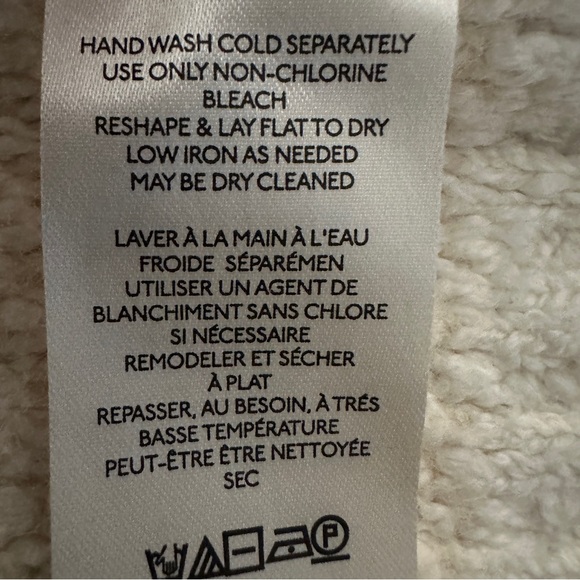 HAND WASH COLD SEPARATELY
USE ONLY NON-CHLORINE
BLEACH
RESHAPE & LAY FLAT TO DRY
LOW IRON AS NEEDED
MAY BE DRY CLEANED
LAVER À LA MAIN À L'EAU
FROIDE SÉPARÉMEN
UTILISER UN AGENT DE
BLANCHIMENT SANS CHLORE
SI NÉCESSAIRE
REMODELER ET SÉCHER
À PLAT
REPASSER, AU BESOIN, À TRÉS
BASSE TEMPÉRATURE
PEUT-ÊTRE ÊTRE NETTOYÉE
SEC
P